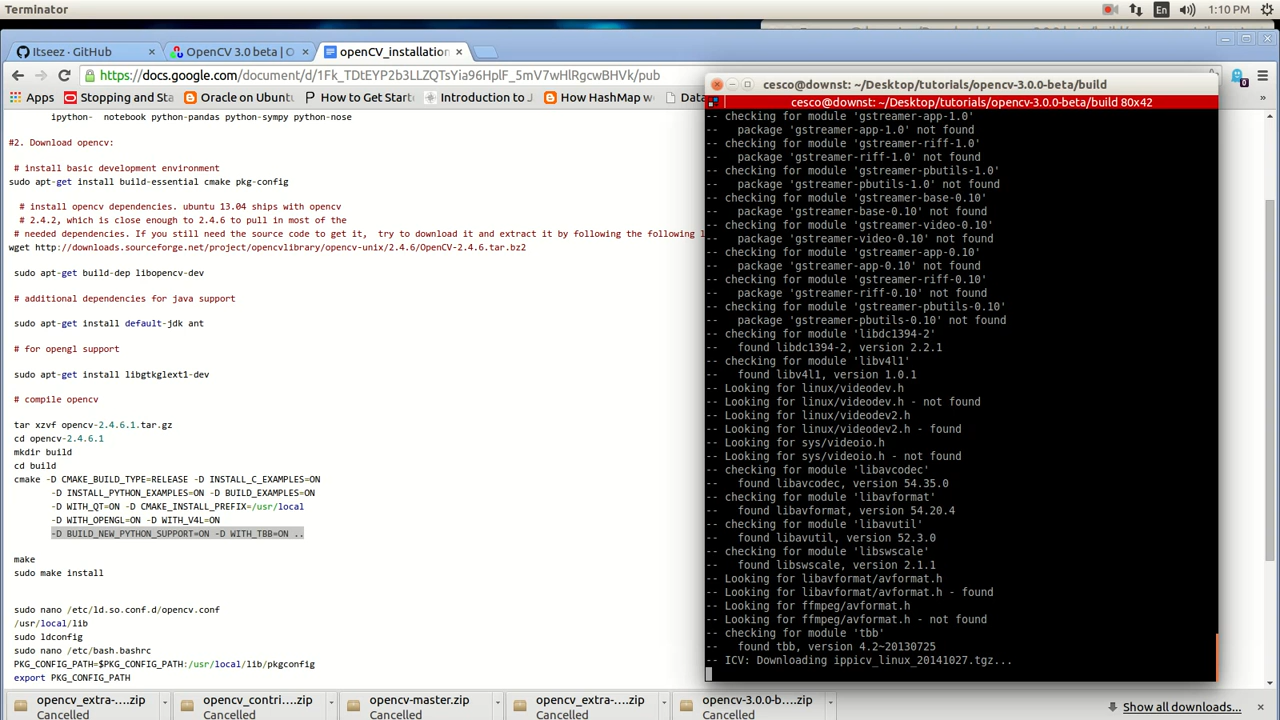 Terminator
En
1:10 PM
Itseez · GitHub
OpenCV 3.0 beta | O
openCV_installation
https://docs.google.com/document/d/1Fk_TDtEYP2b3LLZQTsYia96HplF_5mV7wHlRgcwBHVk/pub
Apps
Stopping and Sta
Oracle on Ubuntu
How to Get Starte
Introduction to J
How HashMap w
Data
ipython- notebook python-pandas python-sympy python-nose
#2. Download opencv:
# install basic development environment
sudo apt-get install build-essential cmake pkg-config
# install opencv dependencies. ubuntu 13.04 ships with opencv
# 2.4.2, which is close enough to 2.4.6 to pull in most of the
# needed dependencies. If you still need the source code to get it, try to download it and extract it by following the following l
wget http://downloads.sourceforge.net/project/opencvlibrary/opencv-unix/2.4.6/OpenCV-2.4.6.tar.bz2
sudo apt-get build-dep libopencv-dev
# additional dependencies for java support
sudo apt-get install default-jdk ant
# for opengl support
sudo apt-get install libgtkglext1-dev
# compile opencv
tar xzvf opencv-2.4.6.1.tar.gz
cd opencv-2.4.6.1
mkdir build
cd build
cmake -D CMAKE_BUILD_TYPE=RELEASE -D INSTALL_C_EXAMPLES=ON
-D INSTALL_PYTHON_EXAMPLES=ON -D BUILD_EXAMPLES=ON
-D WITH_QT=ON -D CMAKE_INSTALL_PREFIX=/usr/local
-D WITH_OPENGL=ON -D WITH_V4L=ON
-D BUILD_NEW_PYTHON_SUPPORT=ON -D WITH_TBB=ON ..
make
sudo make install
sudo nano /etc/ld.so.conf.d/opencv.conf
/usr/local/lib
sudo ldconfig
sudo nano /etc/bash.bashrc
PKG_CONFIG_PATH=$PKG_CONFIG_PATH:/usr/local/lib/pkgconfig
export PKG_CONFIG_PATH
cesco@downst: ~/Desktop/tutorials/opencv-3.0.0-beta/build
cesco@downst: ~/Desktop/tutorials/opencv-3.0.0-beta/build 80x42
-- checking for module 'gstreamer-app-1.0'
-- package 'gstreamer-app-1.0' not found
-- checking for module 'gstreamer-riff-1.0'
-- package 'gstreamer-riff-1.0' not found
-- checking for module 'gstreamer-pbutils-1.0'
-- package 'gstreamer-pbutils-1.0' not found
-- checking for module 'gstreamer-base-0.10'
-- package 'gstreamer-base-0.10' not found
-- checking for module 'gstreamer-video-0.10'
-- package 'gstreamer-video-0.10' not found
-- checking for module 'gstreamer-app-0.10'
-- package 'gstreamer-app-0.10' not found
-- checking for module 'gstreamer-riff-0.10'
-- package 'gstreamer-riff-0.10' not found
-- checking for module 'gstreamer-pbutils-0.10'
-- package 'gstreamer-pbutils-0.10' not found
-- checking for module 'libdc1394-2'
-- found libdc1394-2, version 2.2.1
-- checking for module 'libv4l1'
-- found libv4l1, version 1.0.1
-- Looking for linux/videodev.h
-- Looking for linux/videodev.h - not found
-- Looking for linux/videodev2.h
-- Looking for linux/videodev2.h - found
-- Looking for sys/videoio.h
-- Looking for sys/videoio.h - not found
-- checking for module 'libavcodec'
-- found libavcodec, version 54.35.0
-- checking for module 'libavformat'
-- found libavformat, version 54.20.4
-- checking for module 'libavutil'
-- found libavutil, version 52.3.0
-- checking for module 'libswscale'
-- found libswscale, version 2.1.1
-- Looking for libavformat/avformat.h
-- Looking for libavformat/avformat.h - found
-- Looking for ffmpeg/avformat.h
-- Looking for ffmpeg/avformat.h - not found
-- checking for module 'tbb'
-- found tbb, version 4.2~20130725
-- ICV: Downloading ippicv_linux_20141027.tgz...
opencv_extra-....zip
Cancelled
opencv_contri....zip
Cancelled
opencv-master.zip
Cancelled
opencv_extra-....zip
Cancelled
opencv-3.0.0-b....zip
Cancelled
Show all downloads...